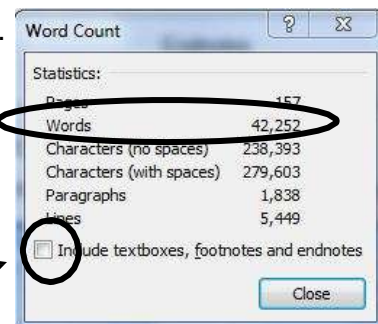 Word Count
Statistics:
Pages 157
Words 42,252
Characters (no spaces) 238,393
Characters (with spaces) 279,603
Paragraphs 1,838
Lines 5,449
Include textboxes, footnotes and endnotes
Close